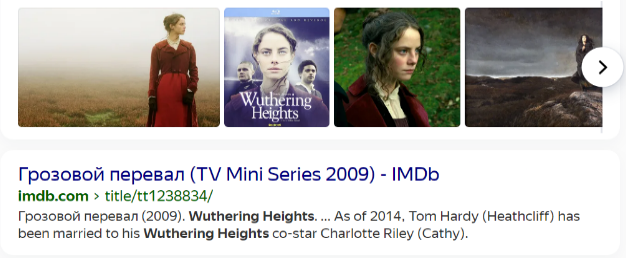 Wuthering
Heights
Грозовой перевал (TV Mini Series 2009) - IMDb
imdb.com > title/tt1238834/
Грозовой перевал (2009). Wuthering Heights. ... As of 2014, Tom Hardy (Heathcliff) has
been married to his Wuthering Heights co-star Charlotte Riley (Cathy).